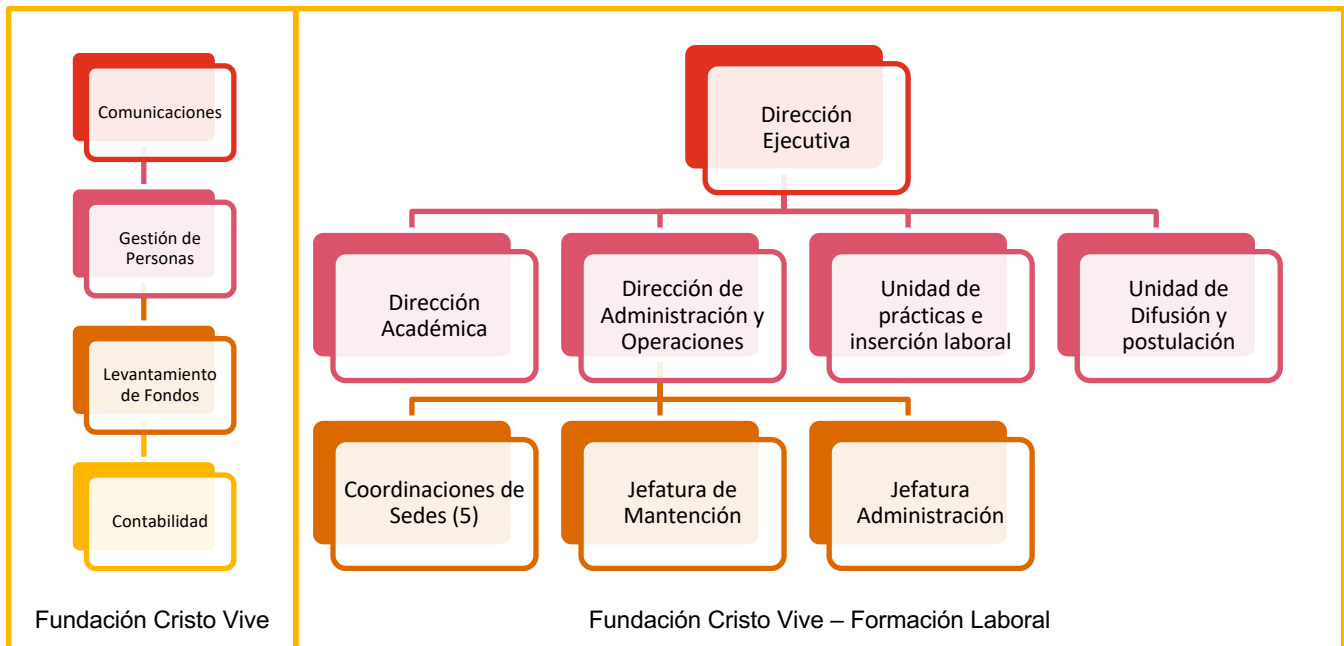 Comunicaciones
Gestión de
Personas
Levantamiento
de Fondos
Contabilidad
Fundación Cristo Vive
Dirección
Ejecutiva
Dirección
Académica
Dirección de
Administración y
Operaciones
Unidad de
prácticas e
inserción laboral
Unidad de
Difusión y
postulación
Coordinaciones de
Sedes (5)
Jefatura de
Mantención
Jefatura
Administración
Fundación Cristo Vive – Formación Laboral